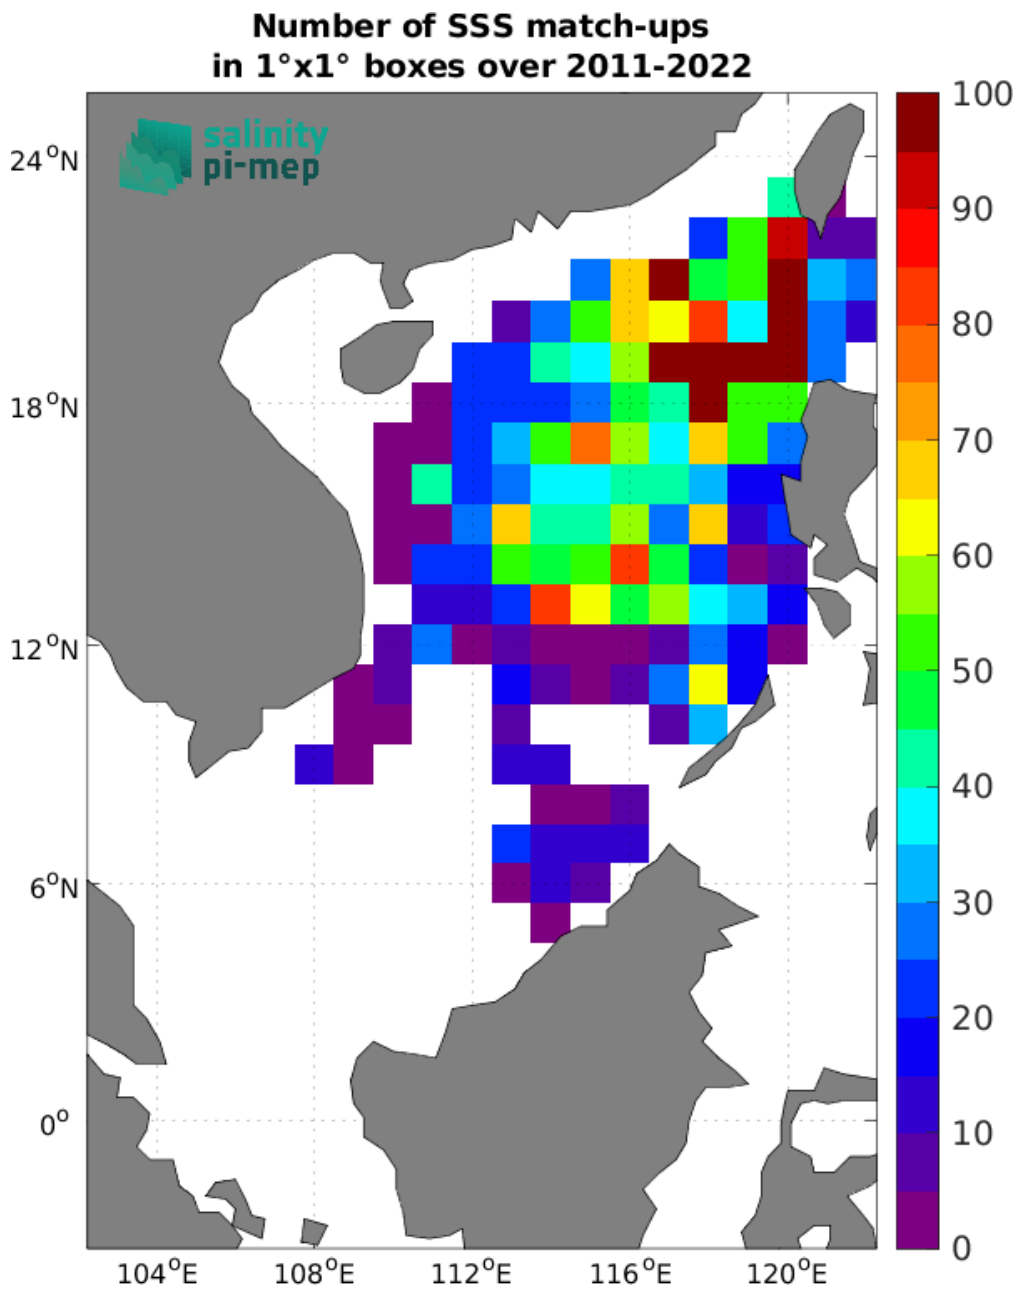 Number of SSS match-ups
in 1°x1° boxes over 2011-2022
salinity
pi-mep
24°N
18°N
12°N
6°N
0°
104°E
108°E
112°E
116°E
120°E
100
90
80
70
60
50
40
30
20
10
0